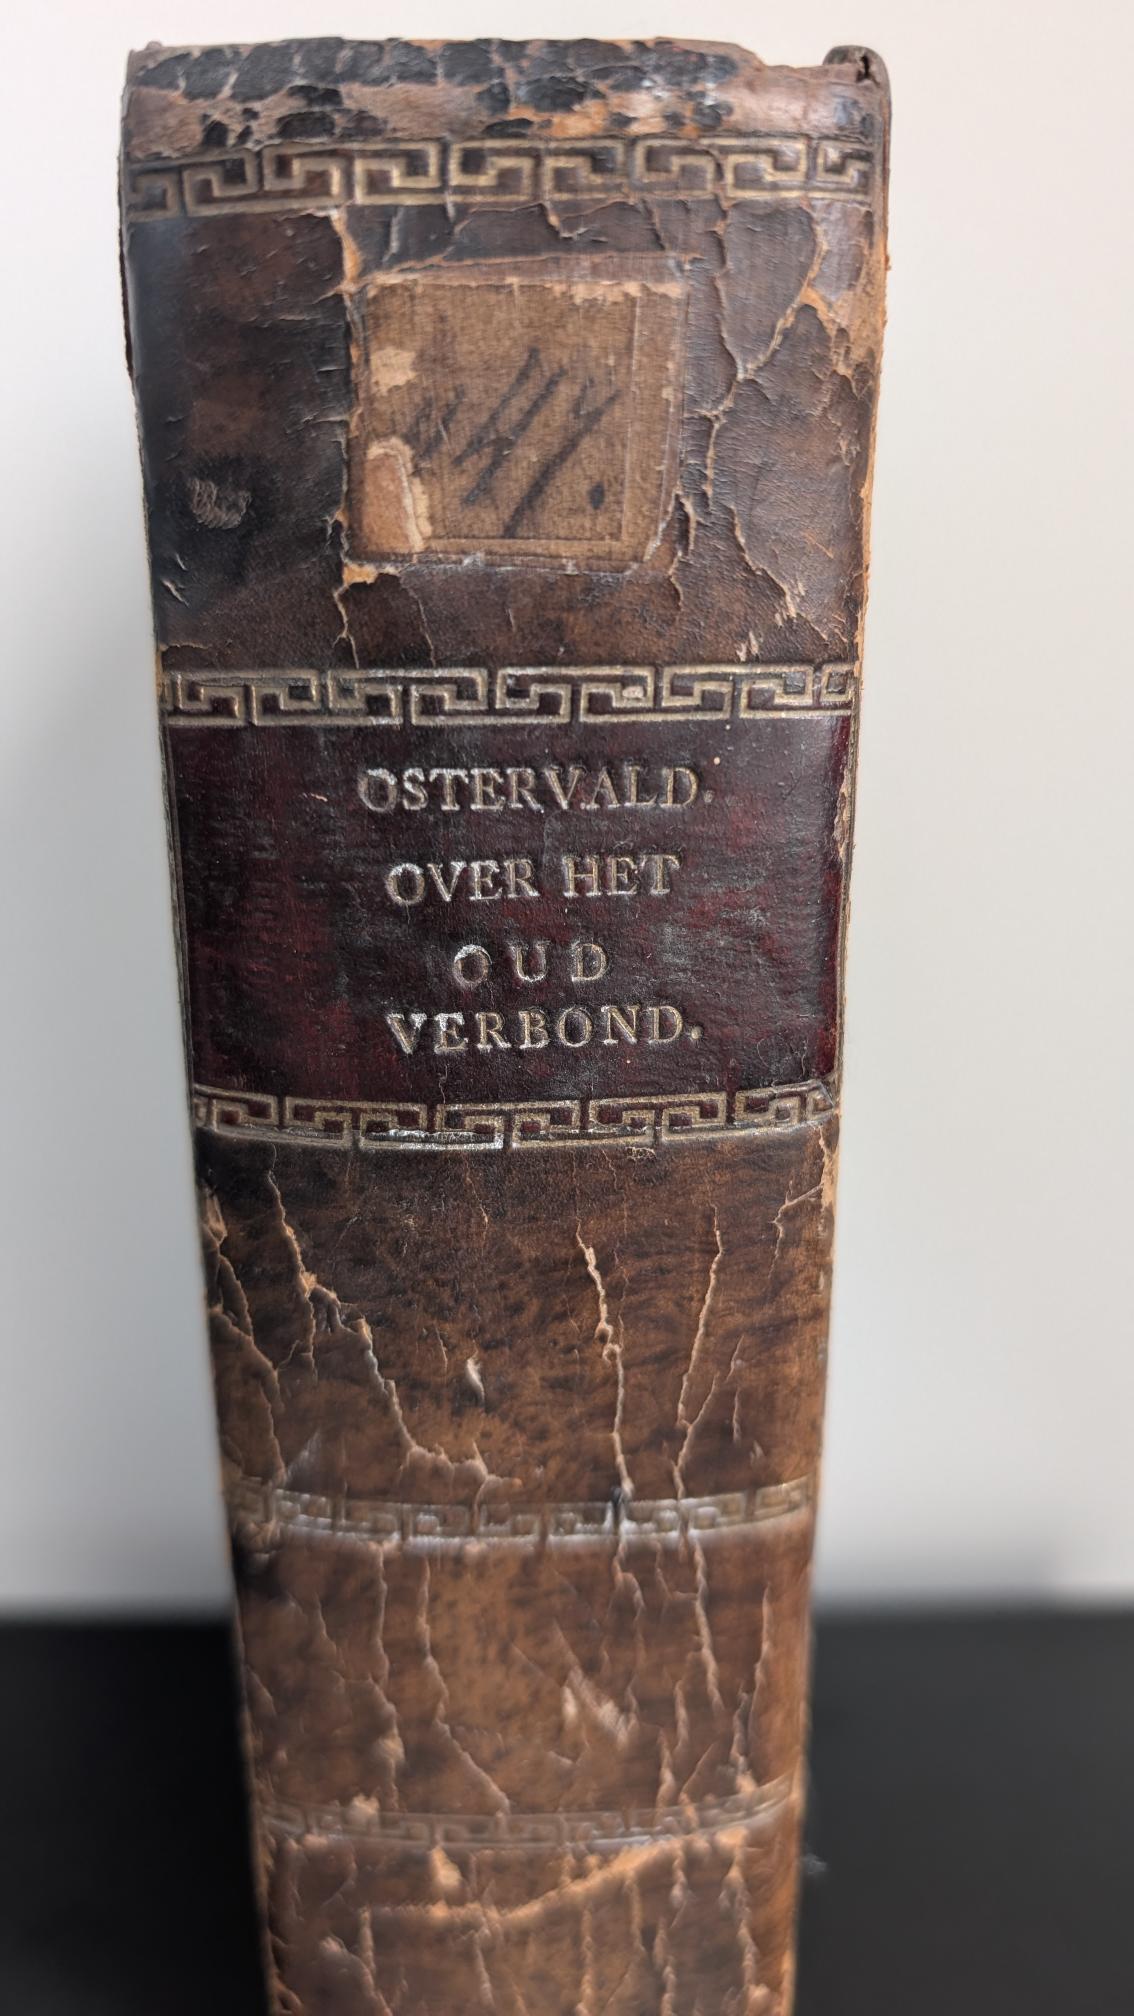 OSTERVALD.
OVER HET
OUD
VERBOND.